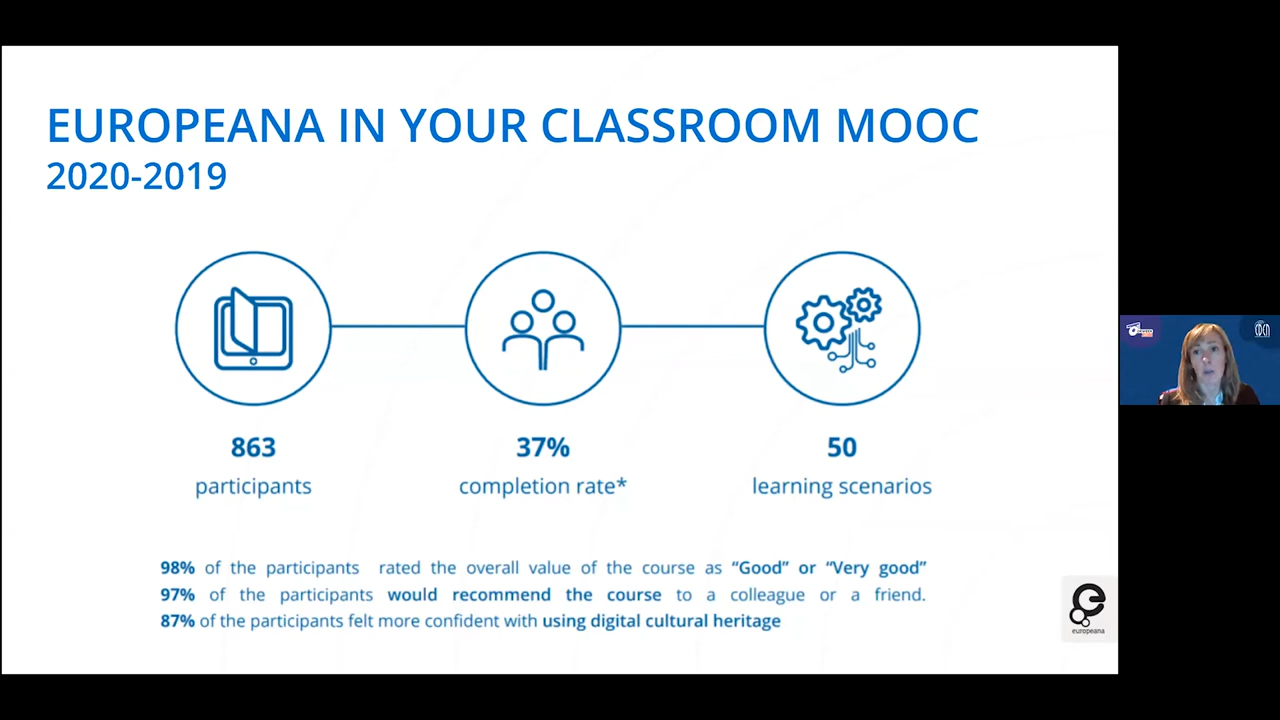 EUROPEANA IN YOUR CLASSROOM MOOC
2020-2019
863
participants
37%
completion rate*
50
learning scenarios
98% of the participants rated the overall value of the course as “Good” or “Very good”
97% of the participants would recommend the course to a colleague or a friend.
87% of the participants felt more confident with using digital cultural heritage
europeana